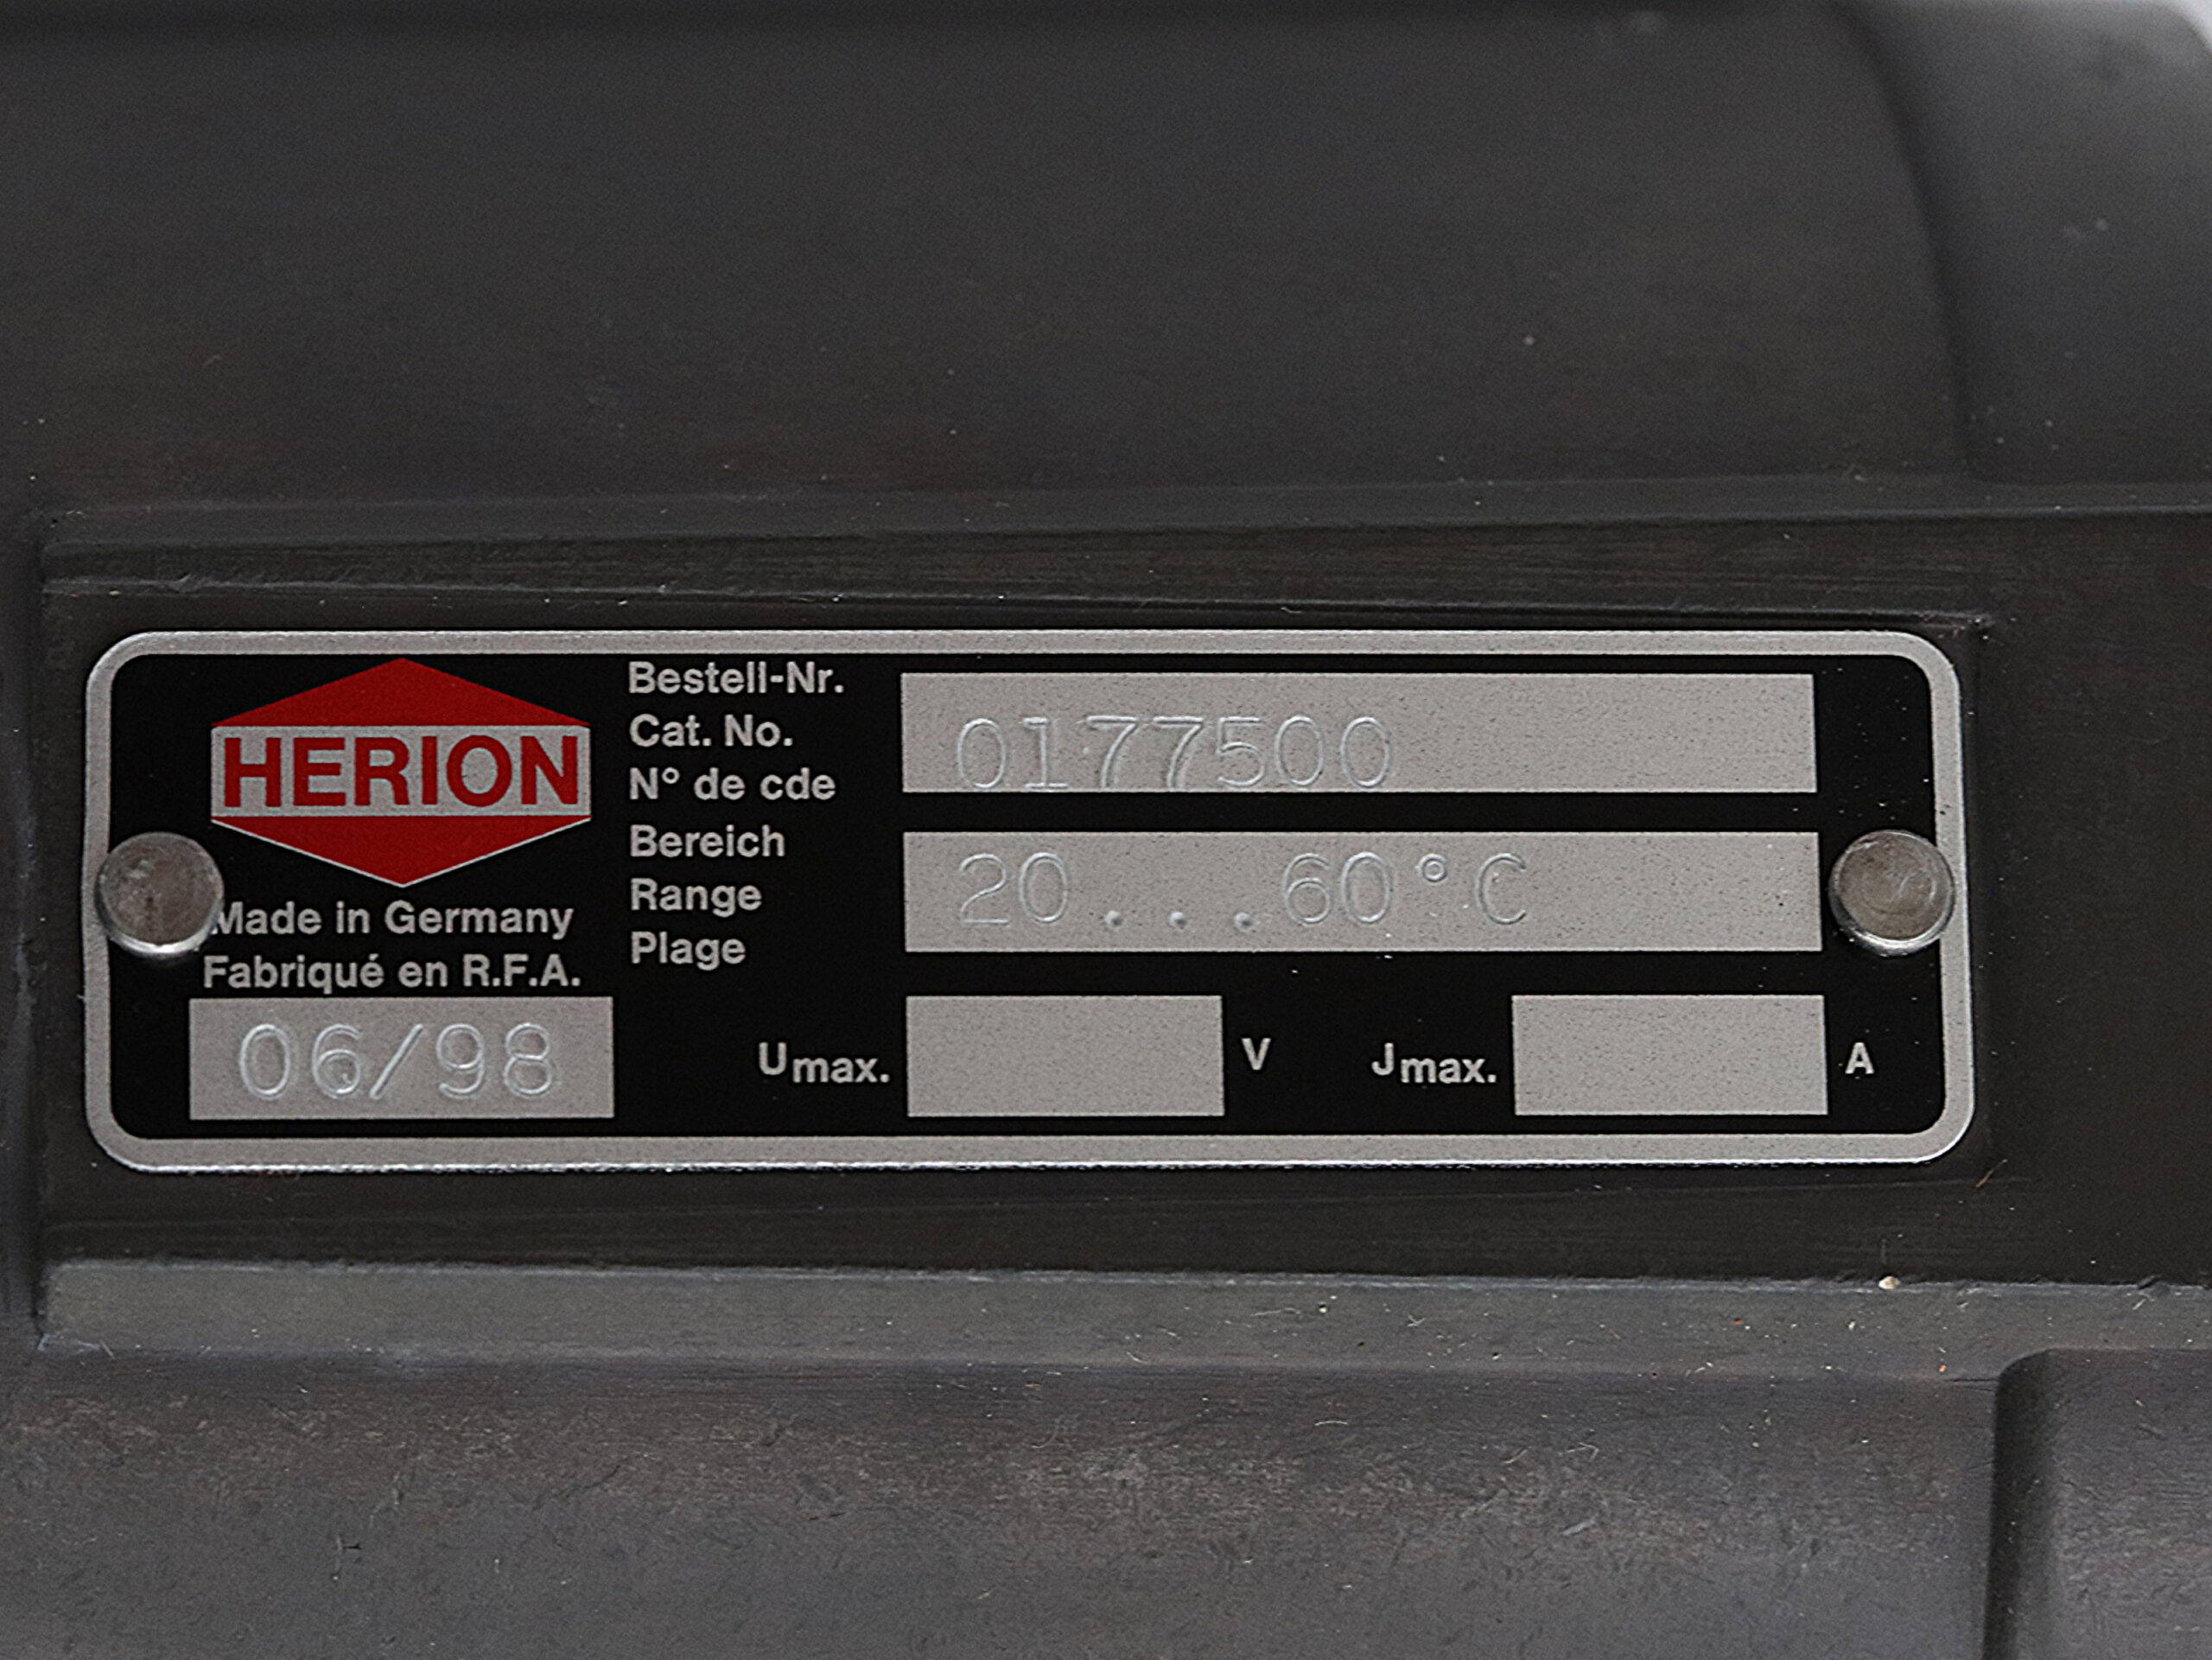 HERION
Made in Germany
Fabriqué en R.F.A.
06/98
Bestell-Nr.
Cat. No.
N° de cde
0177500
Bereich
Range
Plage
20...60°C
Umax. V
Jmax. A